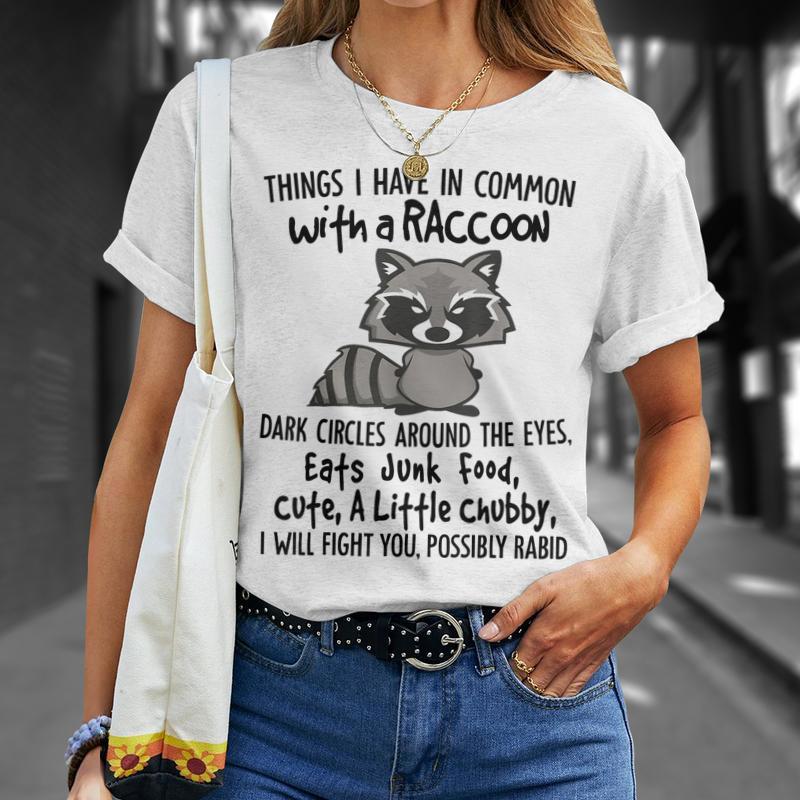 THINGS I HAVE IN COMMON
with a RACCOON
DARK CIRCLES AROUND THE EYES,
Eats Junk Food,
cute, A Little chubby,
I WILL FIGHT YOU, POSSIBLY RABID